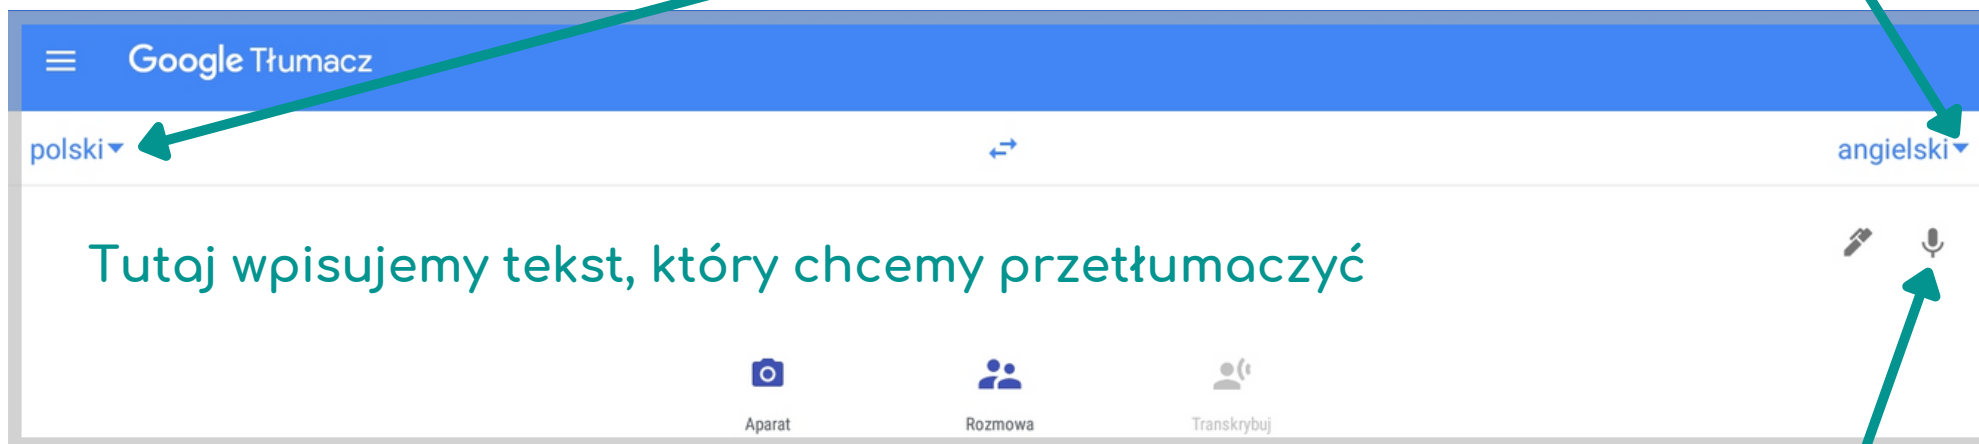 Google Tłumacz
polski
angielski
Tutaj wpisujemy tekst, który chcemy przetłumaczyć
Aparat
Rozmowa
Transkrybuj